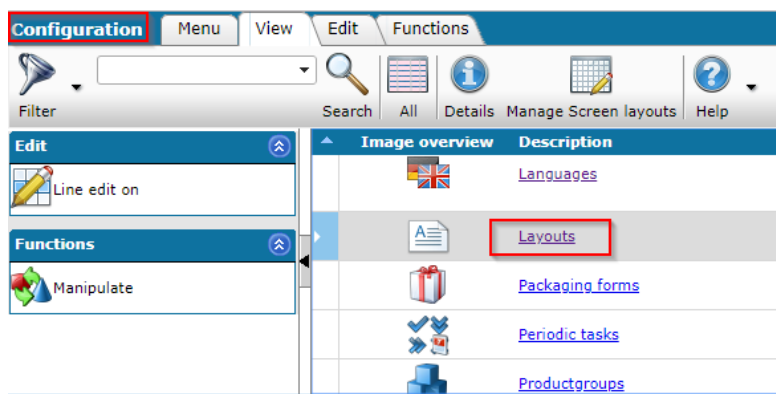 Configuration Menu View Edit Functions
Filter Search All Details Manage Screen layouts Help
Edit
Line edit on
Functions
Manipulate
Image overview Description
Languages
Layouts
Packaging forms
Periodic tasks
Productgroups